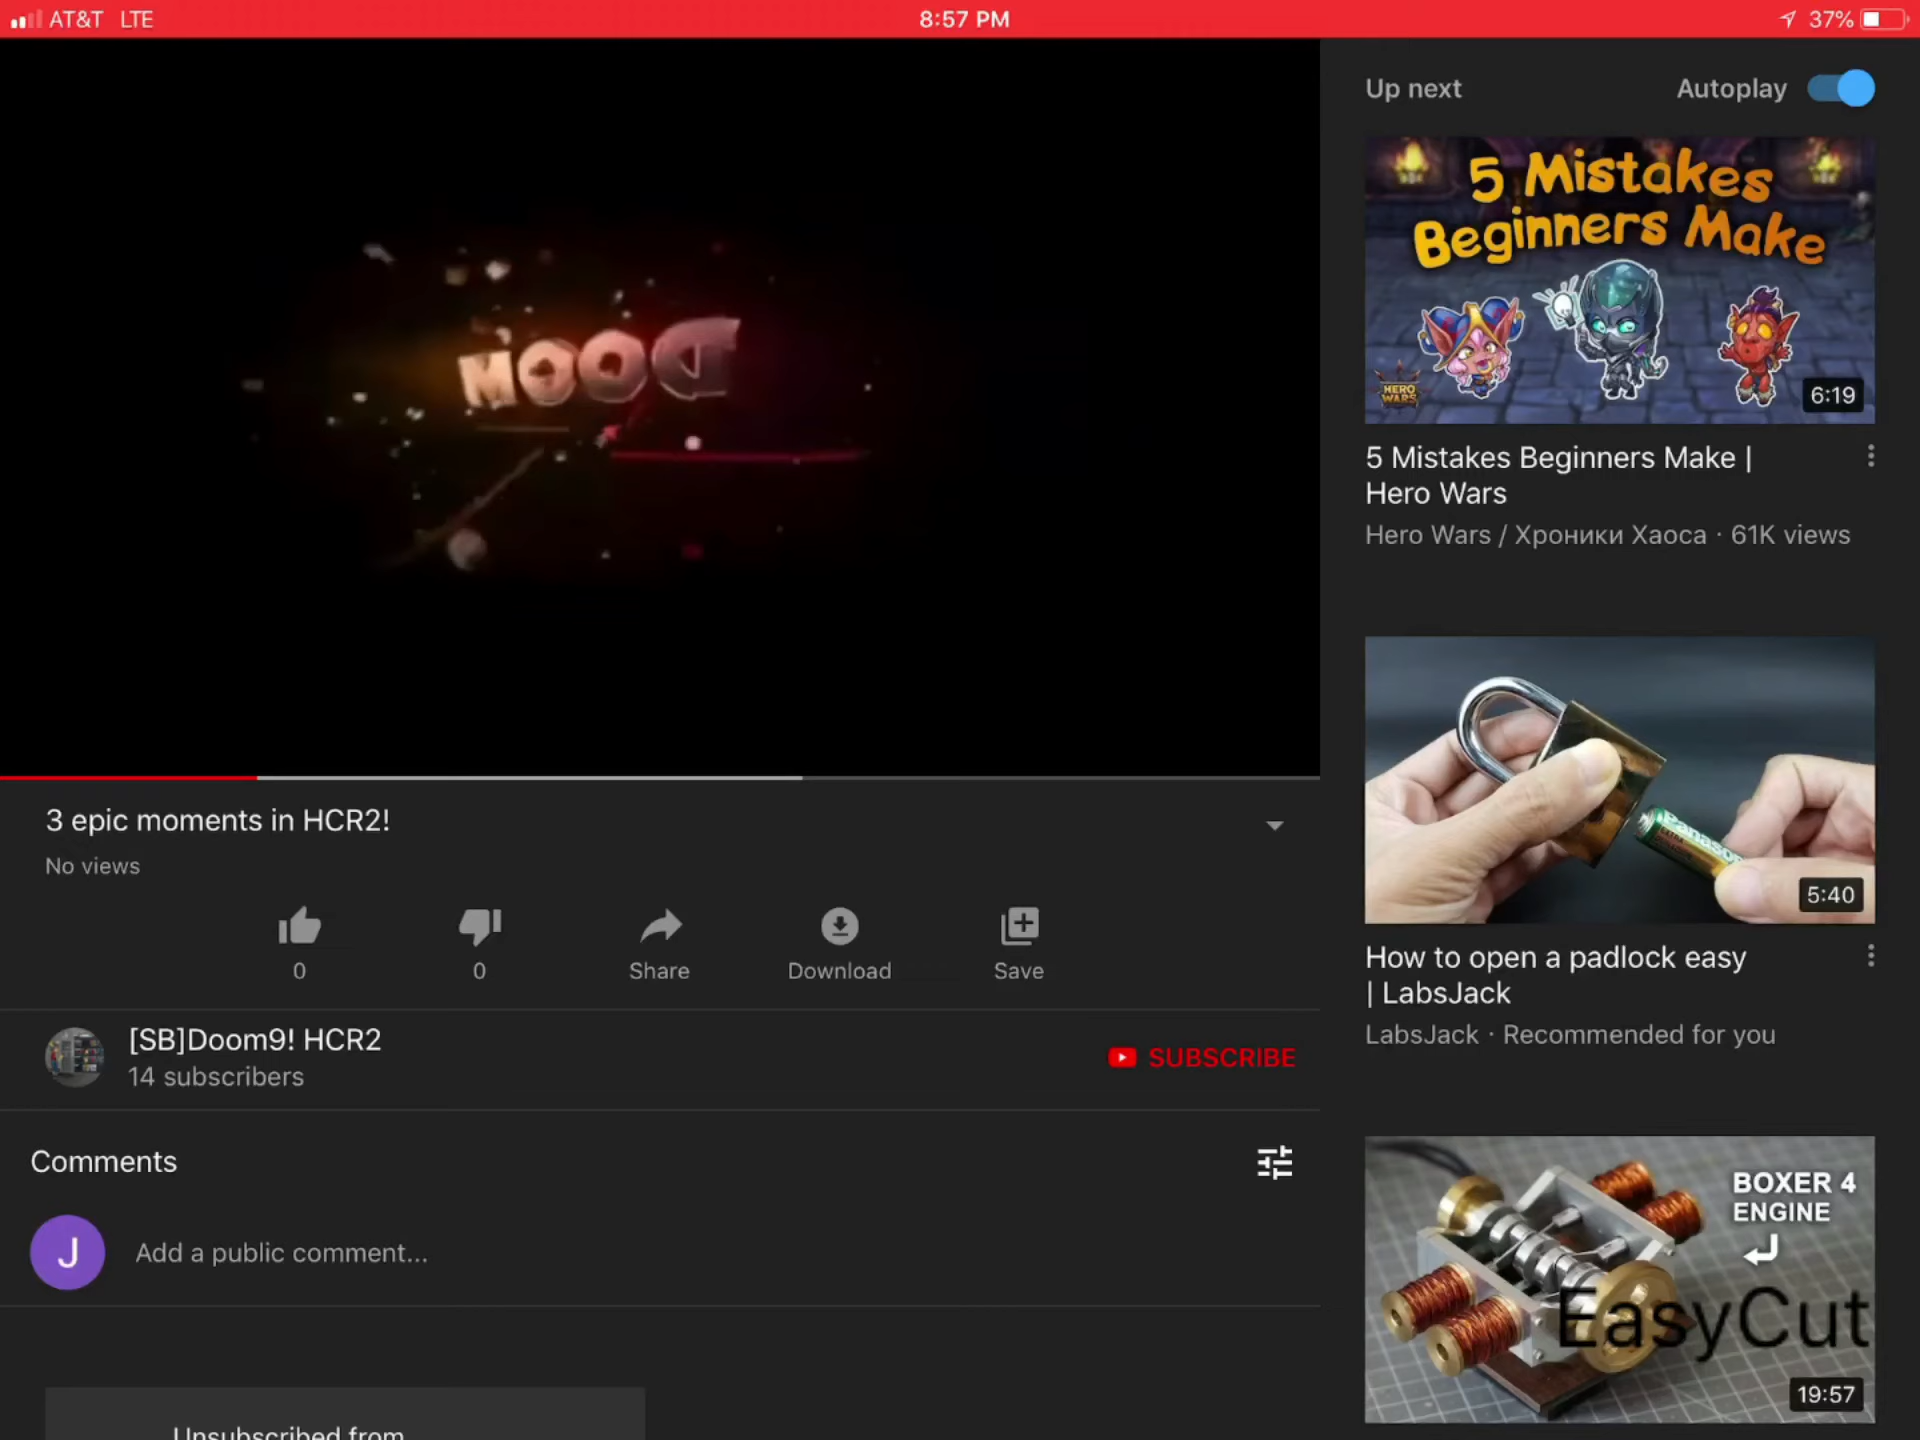 AT&T LTE
8:57 PM
37%
DOOM
3 epic moments in HCR2!
No views
0
0
Share
Download
Save
[SB]Doom9! HCR2
14 subscribers
SUBSCRIBE
Comments
J
Add a public comment...
Unsubscribed from
Up next
Autoplay
5 Mistakes
Beginners Make
HERO
WARS
6:19
5 Mistakes Beginners Make |
Hero Wars
Hero Wars / Хроники Хаоса · 61K views
Panasonic
5:40
How to open a padlock easy
| LabsJack
LabsJack · Recommended for you
BOXER 4
ENGINE
EasyCut
19:57